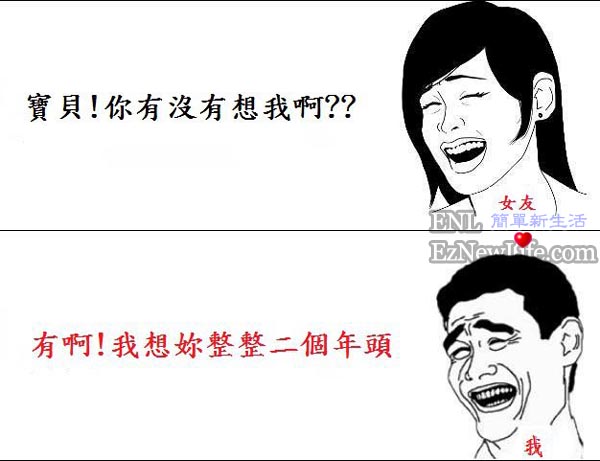 寶貝!你有沒有想我啊??
女友
ENL 簡單新生活
EzNewLife.com
有啊!我想妳整整二個年頭
我